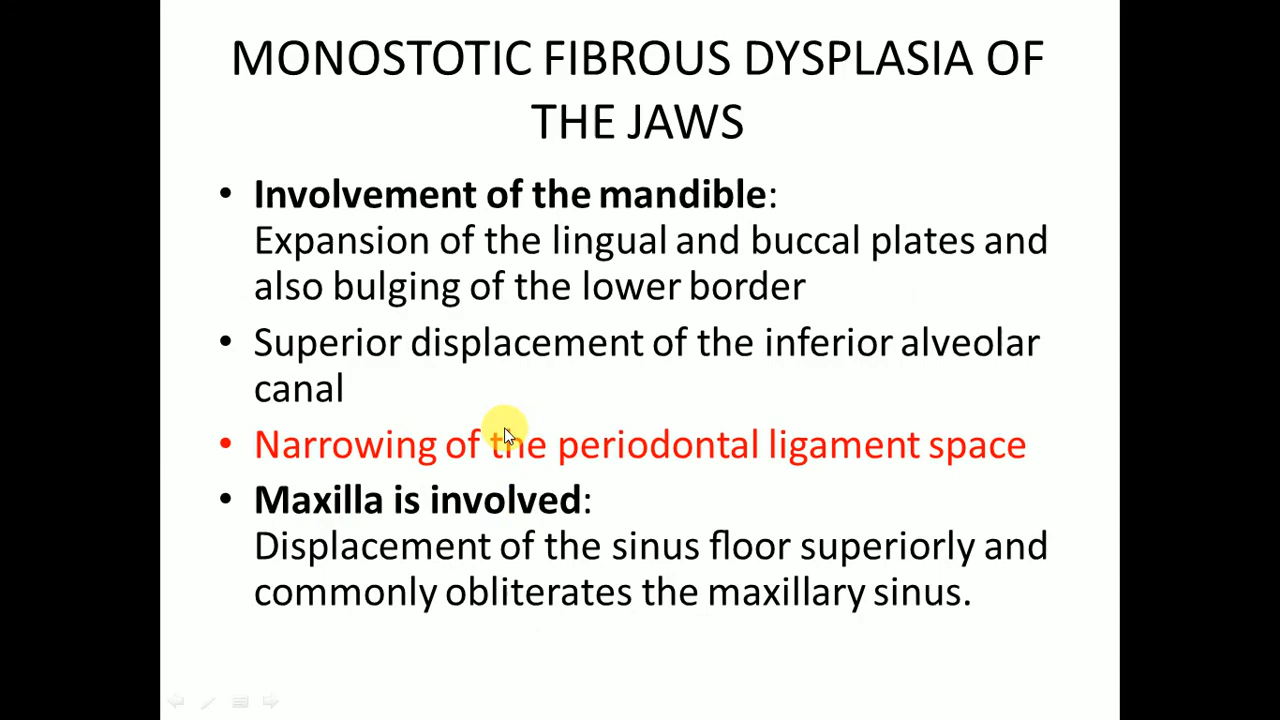 MONOSTOTIC FIBROUS DYSPLASIA OF
THE JAWS
• Involvement of the mandible:
Expansion of the lingual and buccal plates and
also bulging of the lower border
• Superior displacement of the inferior alveolar
canal
• Narrowing of the periodontal ligament space
• Maxilla is involved:
Displacement of the sinus floor superiorly and
commonly obliterates the maxillary sinus.